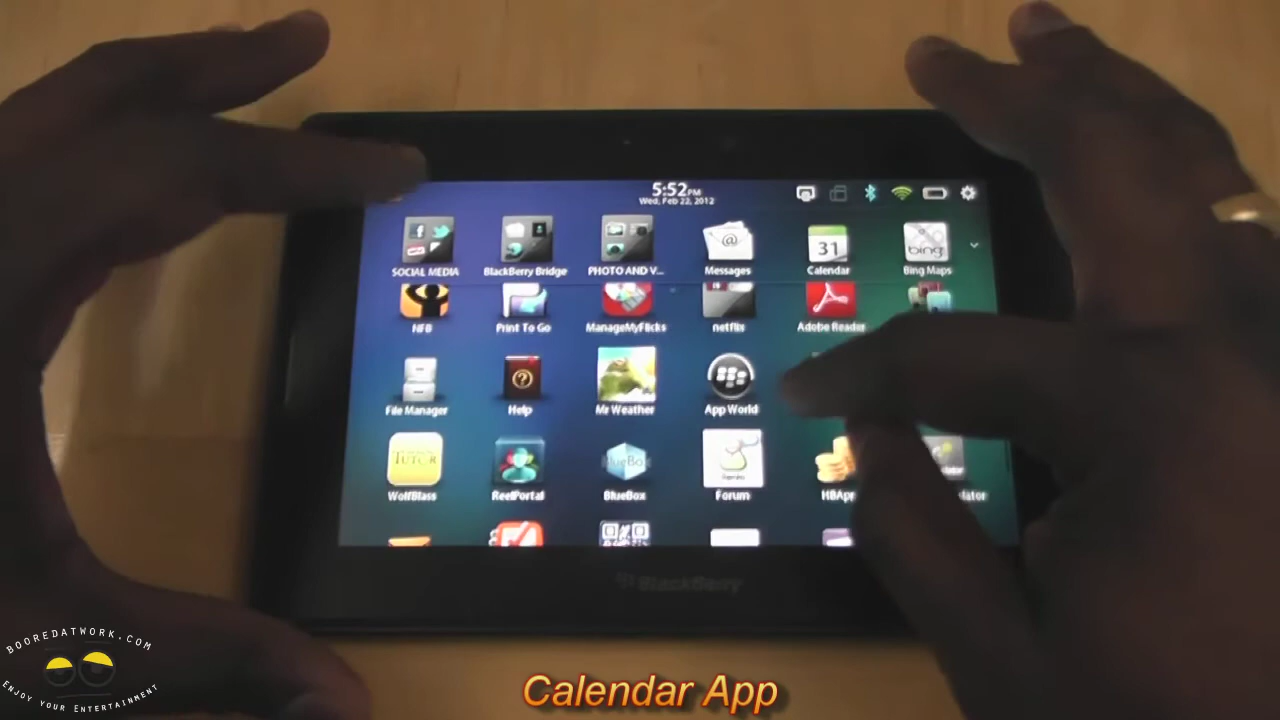 5:52PM
Wed, Feb 22, 2012
SOCIAL MEDIA
BlackBerry Bridge
PHOTO AND V...
Messages
31
Calendar
bing
Bing Maps
NFB
Print To Go
ManageMyFlicks
netflix
Adobe Reader
File Manager
Help
Mr Weather
App World
TUTOR
WolfBlass
ReelPortal
BlueBox
BlueBox
Forum
BlackBerry
BOOREDATWORK.COM
ENJOY YOUR ENTERTAINMENT
Calendar App